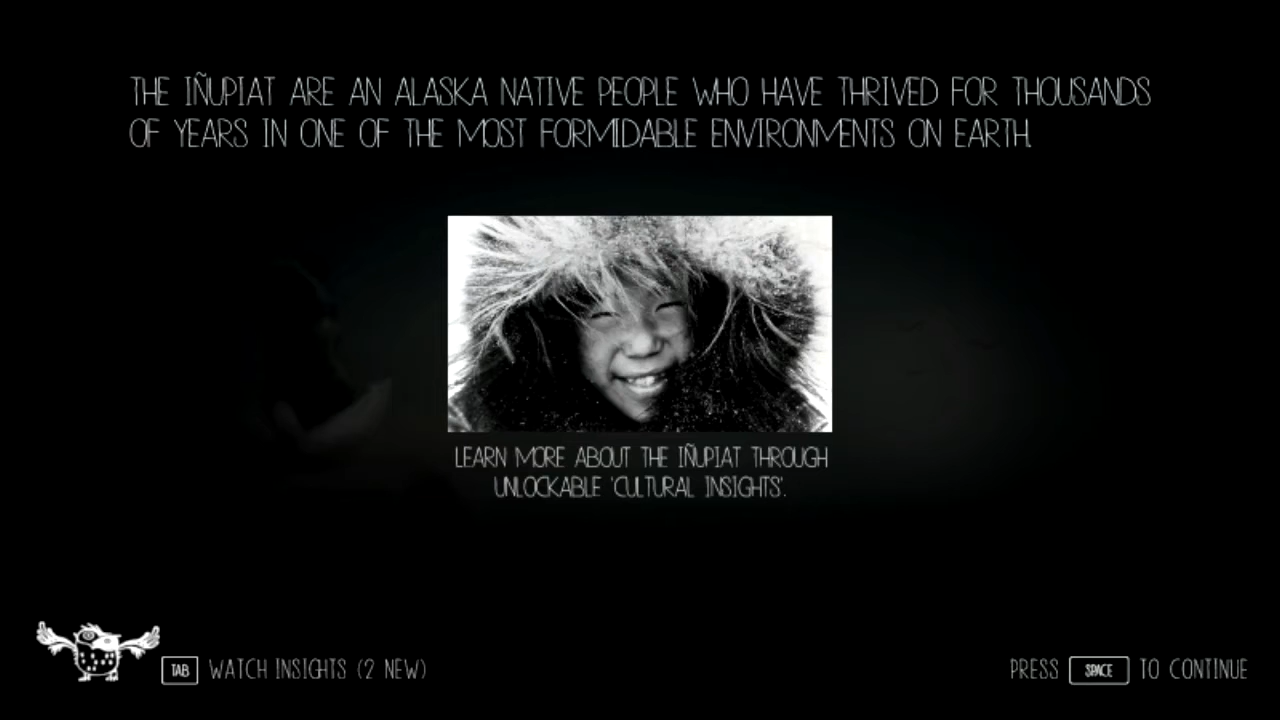 THE IÑUPIAT ARE AN ALASKA NATIVE PEOPLE WHO HAVE THRIVED FOR THOUSANDS
OF YEARS IN ONE OF THE MOST FORMIDABLE ENVIRONMENTS ON EARTH.
LEARN MORE ABOUT THE IÑUPIAT THROUGH
UNLOCKABLE 'CULTURAL INSIGHTS'.
TAB WATCH INSIGHTS (2 NEW)
PRESS SPACE TO CONTINUE